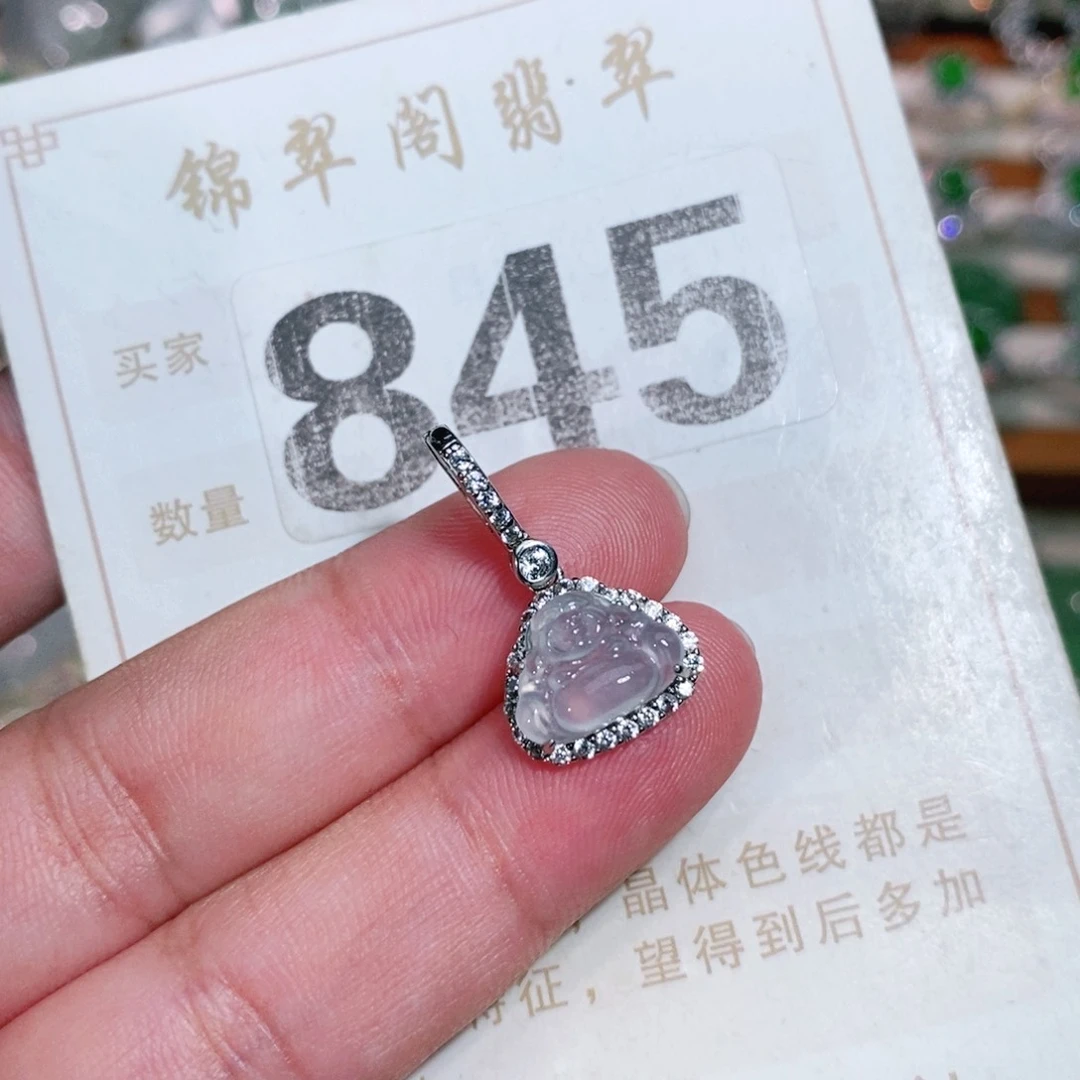 锦翠阁翡翠
845
买家
数量
晶体色线都是
特征，望得到后多加